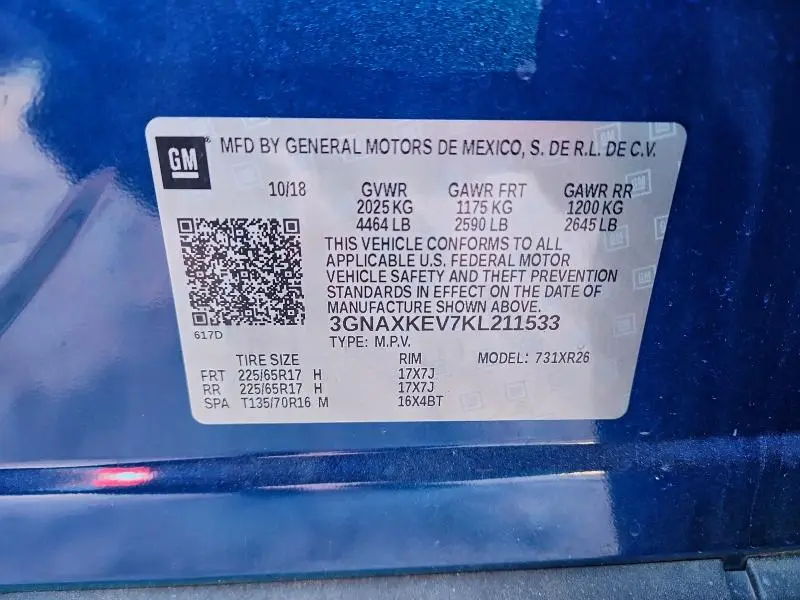 GM
MFD BY GENERAL MOTORS DE MEXICO, S. DE R.L. DE C.V.
10/18 GVWR GAWR FRT GAWR RR
2025 KG 1175 KG 1200 KG
4464 LB 2590 LB 2645 LB
THIS VEHICLE CONFORMS TO ALL
APPLICABLE U.S. FEDERAL MOTOR
VEHICLE SAFETY AND THEFT PREVENTION
STANDARDS IN EFFECT ON THE DATE OF
MANUFACTURE SHOWN ABOVE.
3GNAXKEV7KL211533
617D
TYPE: M.P.V.
TIRE SIZE RIM MODEL: 731XR26
FRT 225/65R17 H 17X7J
RR 225/65R17 H 17X7J
SPA T135/70R16 M 16X4BT